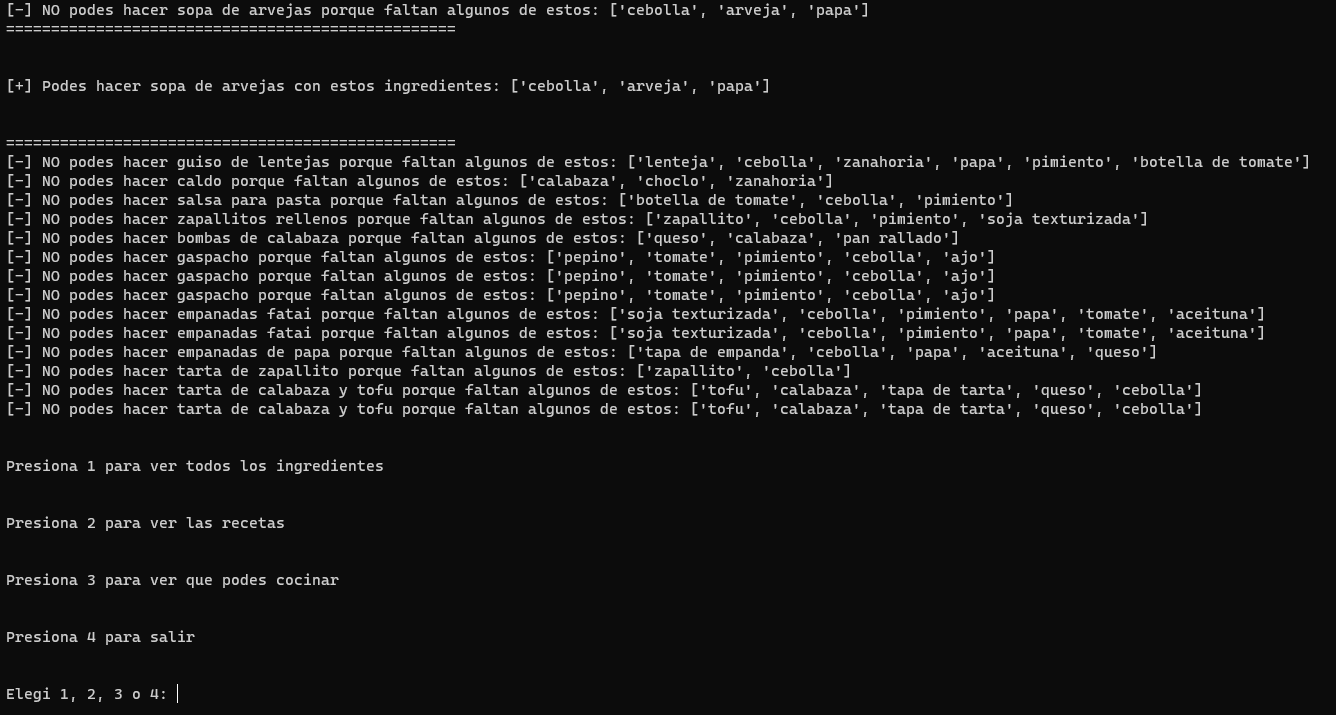 [-] NO podes hacer sopa de arvejas porque faltan algunos de estos: ['cebolla', 'arveja', 'papa']
==================================================
[+] Podes hacer sopa de arvejas con estos ingredientes: ['cebolla', 'arveja', 'papa']
==================================================
[-] NO podes hacer guiso de lentejas porque faltan algunos de estos: ['lenteja', 'cebolla', 'zanahoria', 'papa', 'pimiento', 'botella de tomate']
[-] NO podes hacer caldo porque faltan algunos de estos: ['calabaza', 'choclo', 'zanahoria']
[-] NO podes hacer salsa para pasta porque faltan algunos de estos: ['botella de tomate', 'cebolla', 'pimiento']
[-] NO podes hacer zapallitos rellenos porque faltan algunos de estos: ['zapallito', 'cebolla', 'pimiento', 'soja texturizada']
[-] NO podes hacer bombas de calabaza porque faltan algunos de estos: ['queso', 'calabaza', 'pan rallado']
[-] NO podes hacer gaspacho porque faltan algunos de estos: ['pepino', 'tomate', 'pimiento', 'cebolla', 'ajo']
[-] NO podes hacer gaspacho porque faltan algunos de estos: ['pepino', 'tomate', 'pimiento', 'cebolla', 'ajo']
[-] NO podes hacer gaspacho porque faltan algunos de estos: ['pepino', 'tomate', 'pimiento', 'cebolla', 'ajo']
[-] NO podes hacer empanadas fatai porque faltan algunos de estos: ['soja texturizada', 'cebolla', 'pimiento', 'papa', 'tomate', 'aceituna']
[-] NO podes hacer empanadas fatai porque faltan algunos de estos: ['soja texturizada', 'cebolla', 'pimiento', 'papa', 'tomate', 'aceituna']
[-] NO podes hacer empanadas de papa porque faltan algunos de estos: ['tapa de empanda', 'cebolla', 'papa', 'aceituna', 'queso']
[-] NO podes hacer tarta de zapallito porque faltan algunos de estos: ['zapallito', 'cebolla']
[-] NO podes hacer tarta de calabaza y tofu porque faltan algunos de estos: ['tofu', 'calabaza', 'tapa de tarta', 'queso', 'cebolla']
[-] NO podes hacer tarta de calabaza y tofu porque faltan algunos de estos: ['tofu', 'calabaza', 'tapa de tarta', 'queso', 'cebolla']
Presiona 1 para ver todos los ingredientes
Presiona 2 para ver las recetas
Presiona 3 para ver que podes cocinar
Presiona 4 para salir
Elegi 1, 2, 3 o 4: